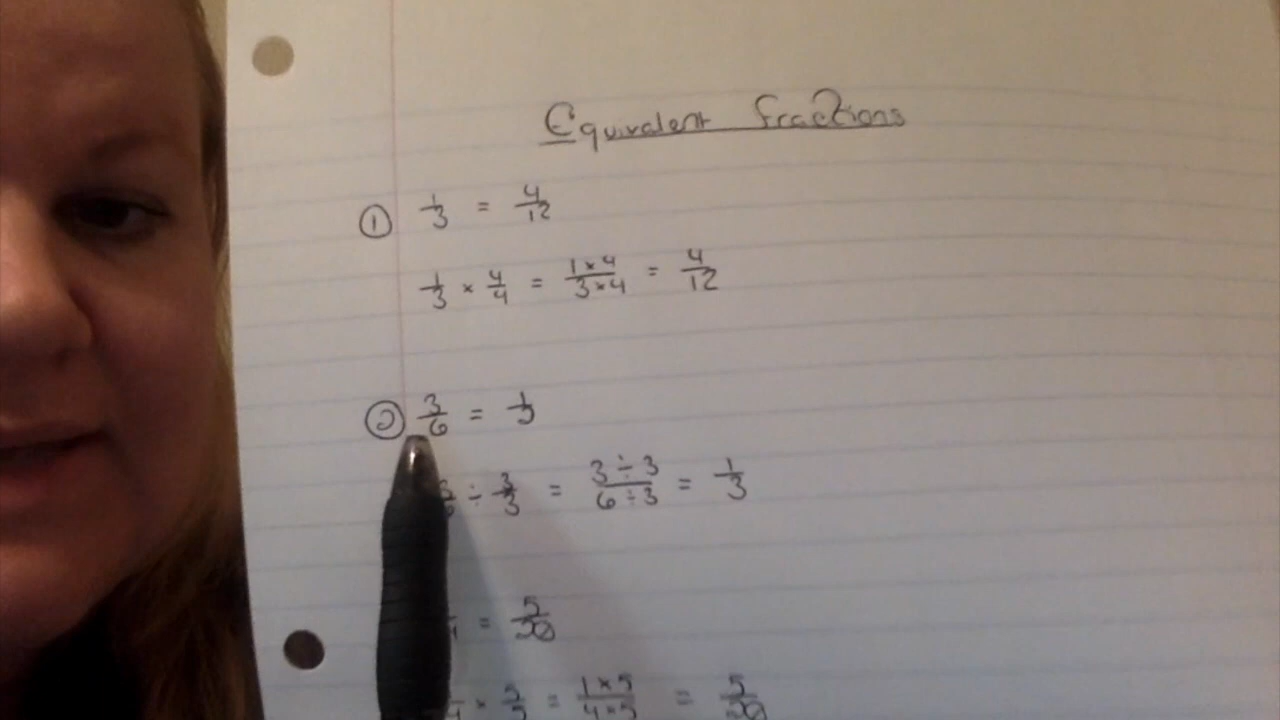 Equivalent fractions
① 1/3 = 4/12
1/3 × 4/4 = 1×4/3×4 = 4/12
② 3/6 = 1/2
÷ 3/3 = 3÷3/6÷3 = 1/3
= 5/20
× 5/5 = 1×5/4×5 = 5/20